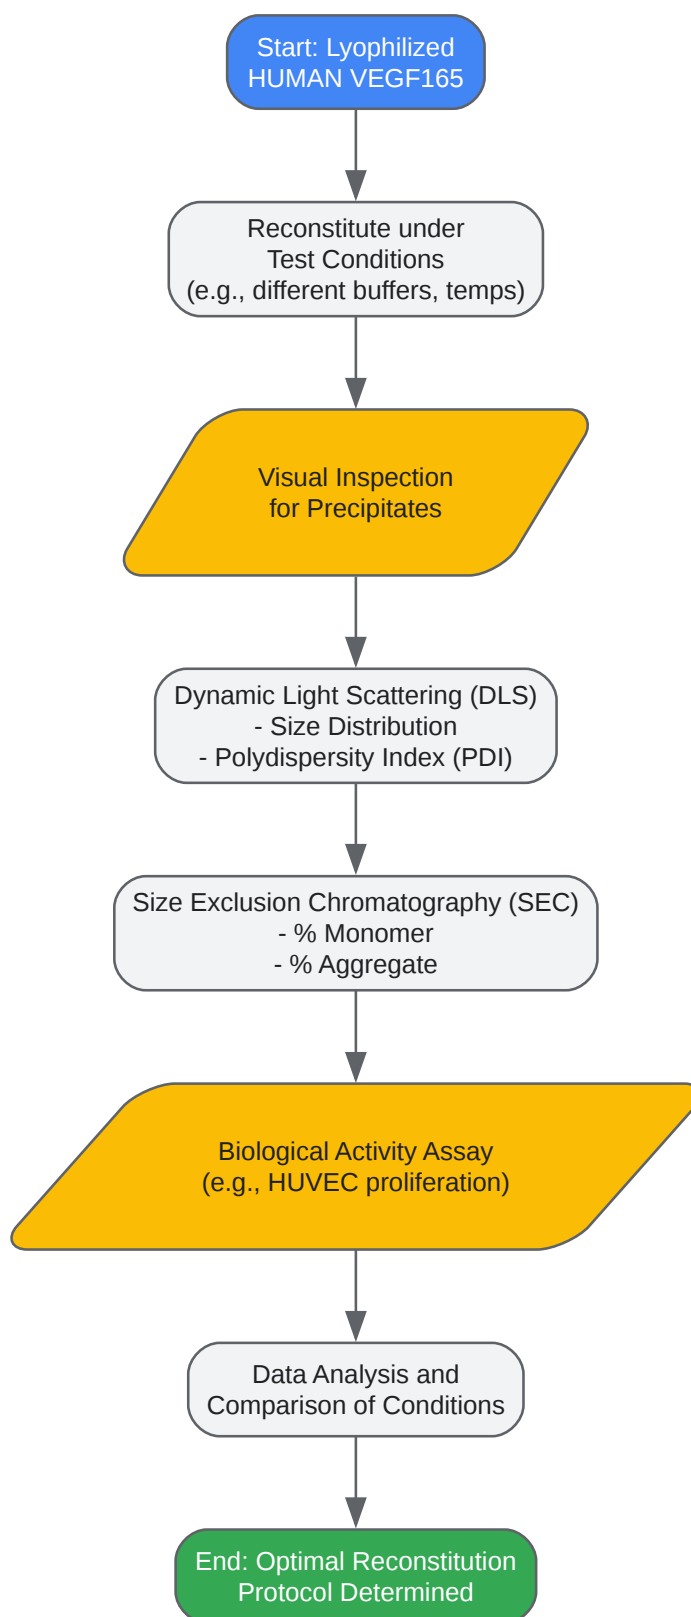 Start: Lyophilized
HUMAN VEGF165
Reconstitute under
Test Conditions
(e.g., different buffers, temps)
Visual Inspection
for Precipitates
Dynamic Light Scattering (DLS)
- Size Distribution
- Polydispersity Index (PDI)
Size Exclusion Chromatography (SEC)
- % Monomer
- % Aggregate
Biological Activity Assay
(e.g., HUVEC proliferation)
Data Analysis and
Comparison of Conditions
End: Optimal Reconstitution
Protocol Determined